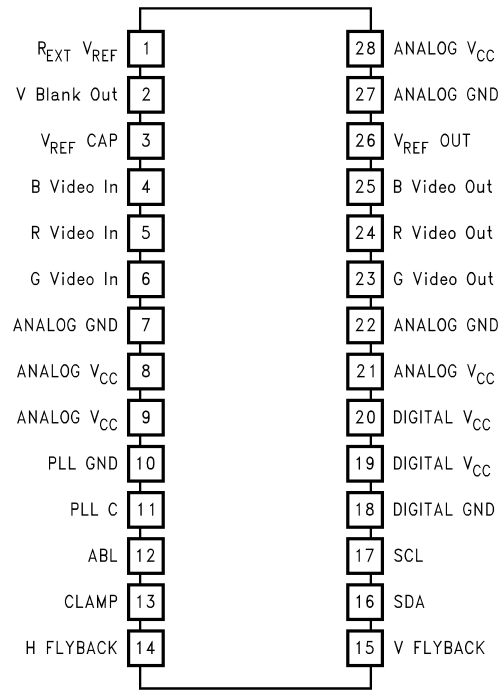 R_EXT V_REF 1 28 ANALOG V_CC
V Blank Out 2 27 ANALOG GND
V_REF CAP 3 26 V_REF OUT
B Video In 4 25 B Video Out
R Video In 5 24 R Video Out
G Video In 6 23 G Video Out
ANALOG GND 7 22 ANALOG GND
ANALOG V_CC 8 21 ANALOG V_CC
ANALOG V_CC 9 20 DIGITAL V_CC
PLL GND 10 19 DIGITAL V_CC
PLL C 11 18 DIGITAL GND
ABL 12 17 SCL
CLAMP 13 16 SDA
H FLYBACK 14 15 V FLYBACK